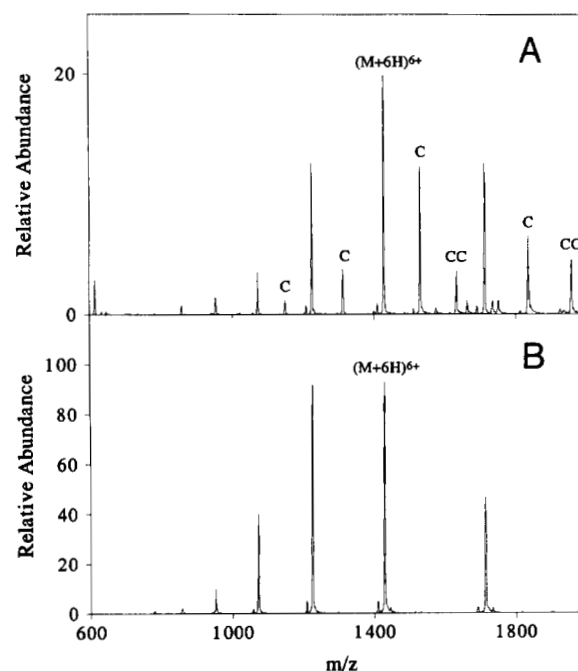 A
20
(M+6H)6+
C
Relative Abundance
C
C
CC
C
CC
0
B
100
(M+6H)6+
80
60
Relative Abundance
40
20
0
600
1000
1400
1800
m/z